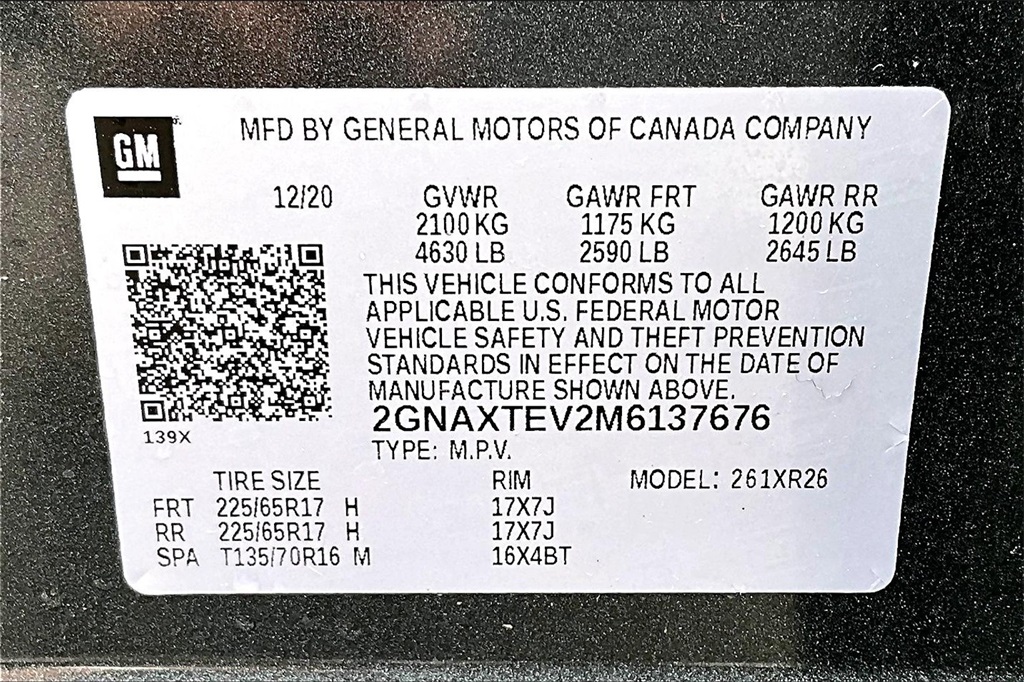 GM
MFD BY GENERAL MOTORS OF CANADA COMPANY
12/20 GVWR GAWR FRT GAWR RR
2100 KG 1175 KG 1200 KG
4630 LB 2590 LB 2645 LB
THIS VEHICLE CONFORMS TO ALL
APPLICABLE U.S. FEDERAL MOTOR
VEHICLE SAFETY AND THEFT PREVENTION
STANDARDS IN EFFECT ON THE DATE OF
MANUFACTURE SHOWN ABOVE.
2GNAXTEV2M6137676
139X
TYPE: M.P.V.
TIRE SIZE RIM MODEL: 261XR26
FRT 225/65R17 H 17X7J
RR 225/65R17 H 17X7J
SPA T135/70R16 M 16X4BT